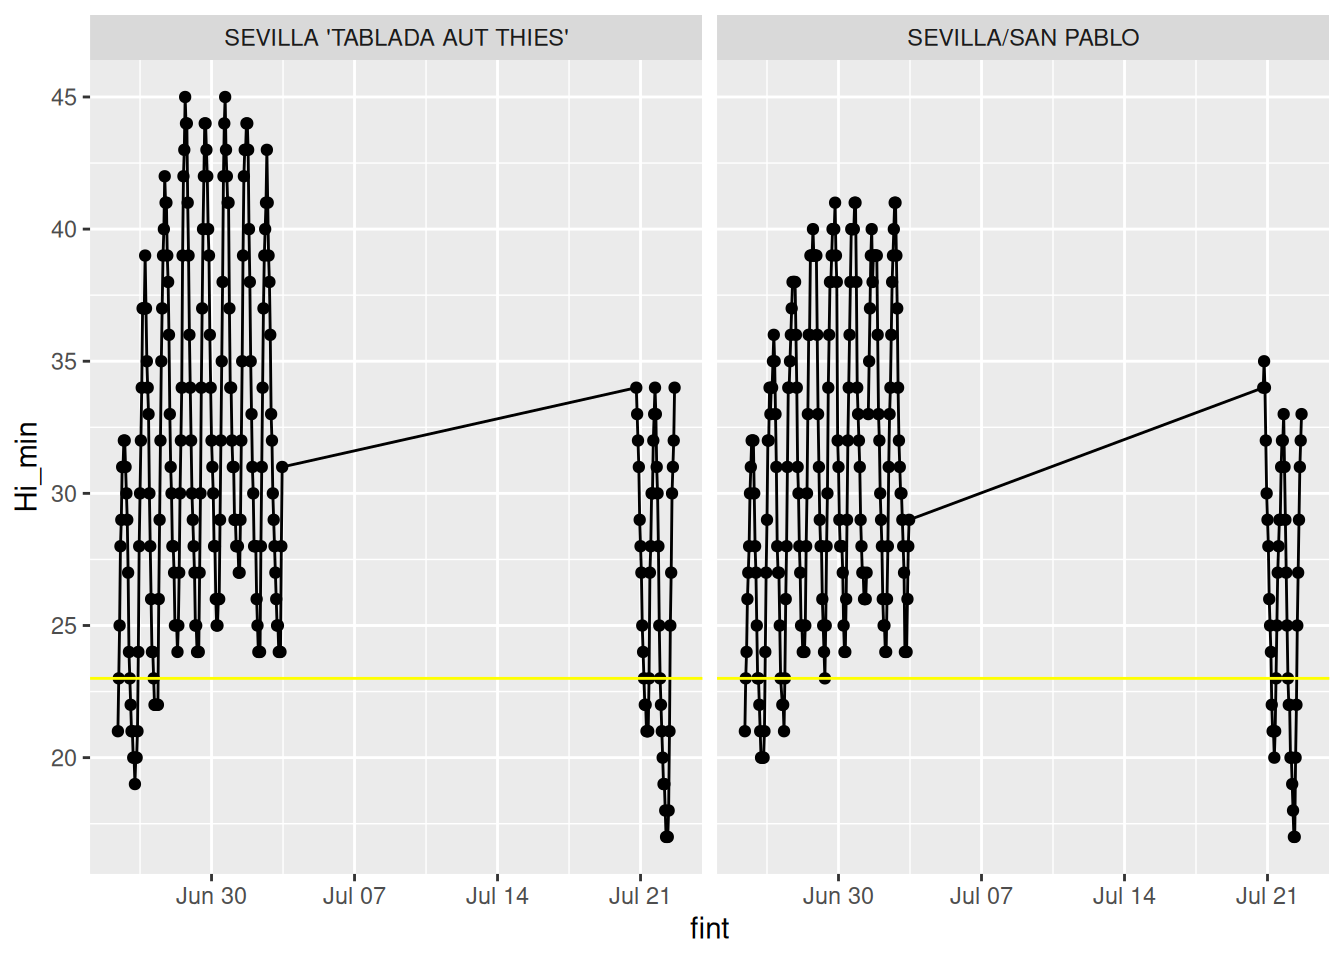 SEVILLA 'TABLADA AUT THIES'
SEVILLA/SAN PABLO
Hi_min
45
40
35
30
25
20
Jun 30
Jul 07
Jul 14
Jul 21
Jun 30
Jul 07
Jul 14
Jul 21
fint